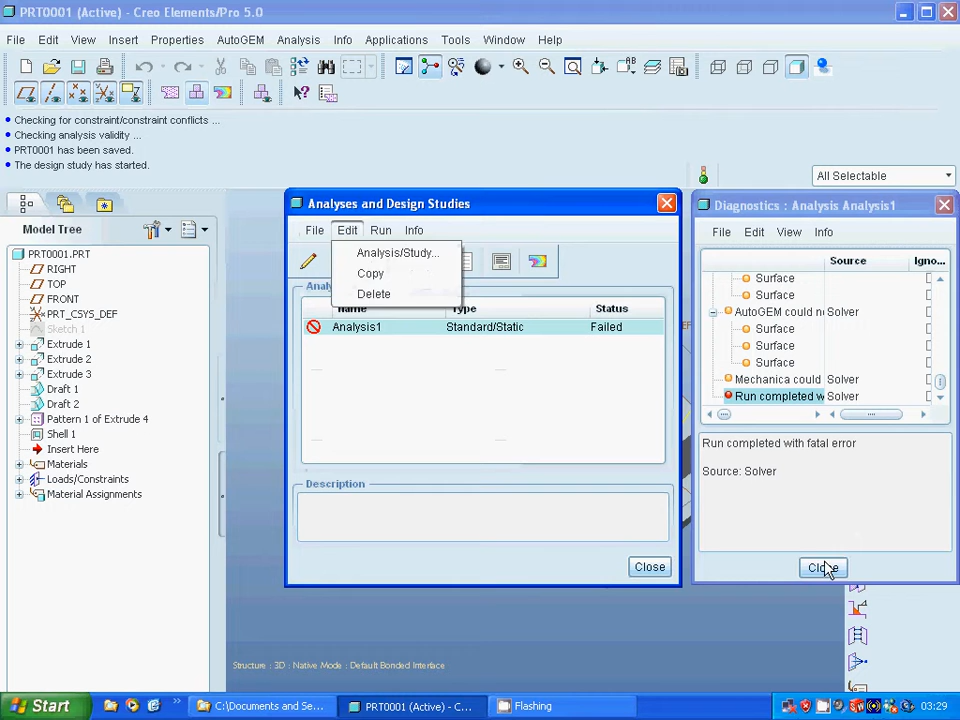 PRT0001 (Active) - Creo Elements/Pro 5.0
File Edit View Insert Properties AutoGEM Analysis Info Applications Tools Window Help
Checking for constraint/constraint conflicts ...
Checking analysis validity ...
PRT0001 has been saved.
The design study has started.
All Selectable
Model Tree
PRT0001.PRT
RIGHT
TOP
FRONT
PRT_CSYS_DEF
Sketch 1
Extrude 1
Extrude 2
Extrude 3
Draft 1
Draft 2
Pattern 1 of Extrude 4
Shell 1
Insert Here
Materials
Loads/Constraints
Material Assignments
Analyses and Design Studies
File Edit Run Info
Analysis/Study...
Copy
Delete
Type Status
Analysis1 Standard/Static Failed
Description
Close
Diagnostics : Analysis Analysis1
File Edit View Info
Source Igno...
Surface
Surface
AutoGEM could n Solver
Surface
Surface
Surface
Mechanica could Solver
Run completed w Solver
Run completed with fatal error
Source: Solver
Close
Structure : 3D : Native Mode : Default Bonded Interface
Start
C:\Documents and Se...
PRT0001 (Active) - C...
Flashing
03:29